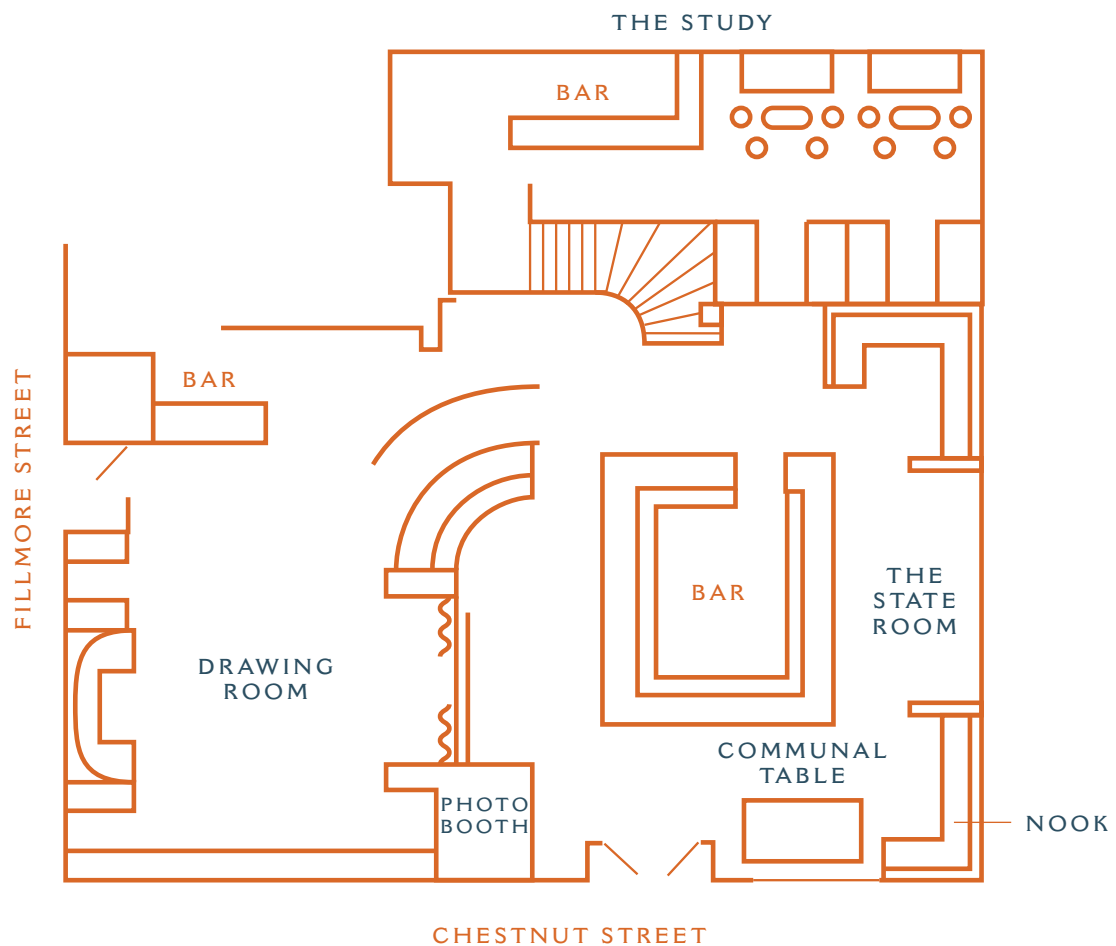 THE STUDY
BAR
BAR
FILLMORE STREET
THE
STATE
ROOM
BAR
DRAWING
ROOM
COMMUNAL
TABLE
PHOTO
BOOTH
NOOK
CHESTNUT STREET